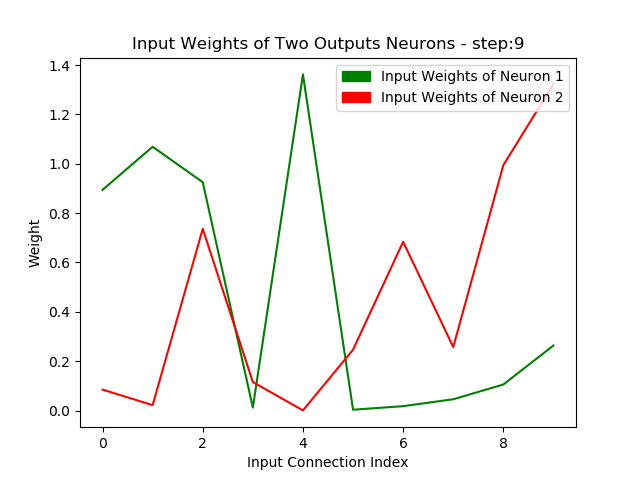 Input Weights of Two Outputs Neurons - step:9
Input Weights of Neuron 1
Input Weights of Neuron 2
1.4
1.2
1.0
0.8
0.6
0.4
0.2
0.0
Weight
0 2 4 6 8
Input Connection Index